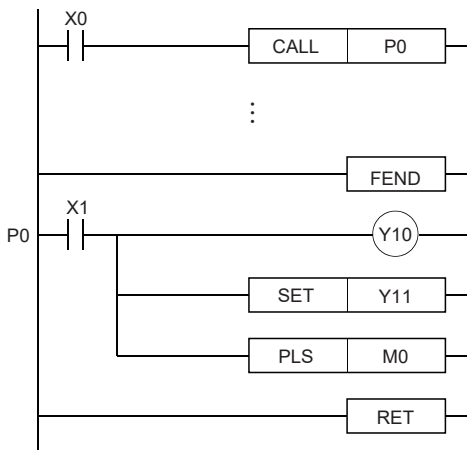 X0
CALL P0
⋮
FEND
X1
P0 Y10
SET Y11
PLS M0
RET